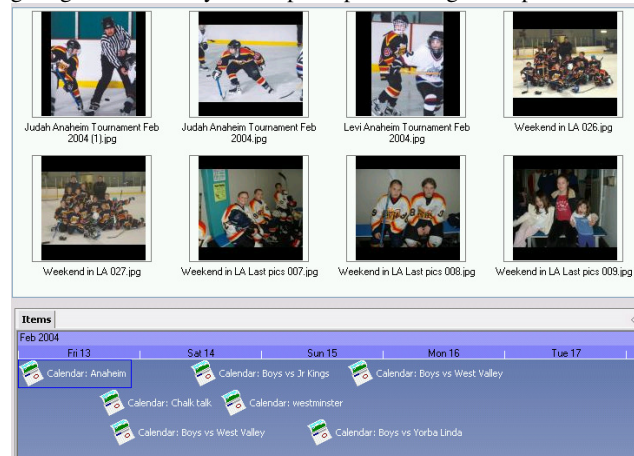 Judah Anaheim Tournament Feb 2004 (1).jpg
Judah Anaheim Tournament Feb 2004.jpg
Levi Anaheim Tournament Feb 2004.jpg
Weekend in LA 026.jpg
Weekend in LA 027.jpg
Weekend in LA Last pics 007.jpg
Weekend in LA Last pics 008.jpg
Weekend in LA Last pics 009.jpg
Items
Feb 2004
Fri 13
Sat 14
Sun 15
Mon 16
Tue 17
Calendar: Anaheim
Calendar: Boys vs Jr Kings
Calendar: Boys vs West Valley
Calendar: Chalk talk
Calendar: westminster
Calendar: Boys vs West Valley
Calendar: Boys vs Yorba Linda